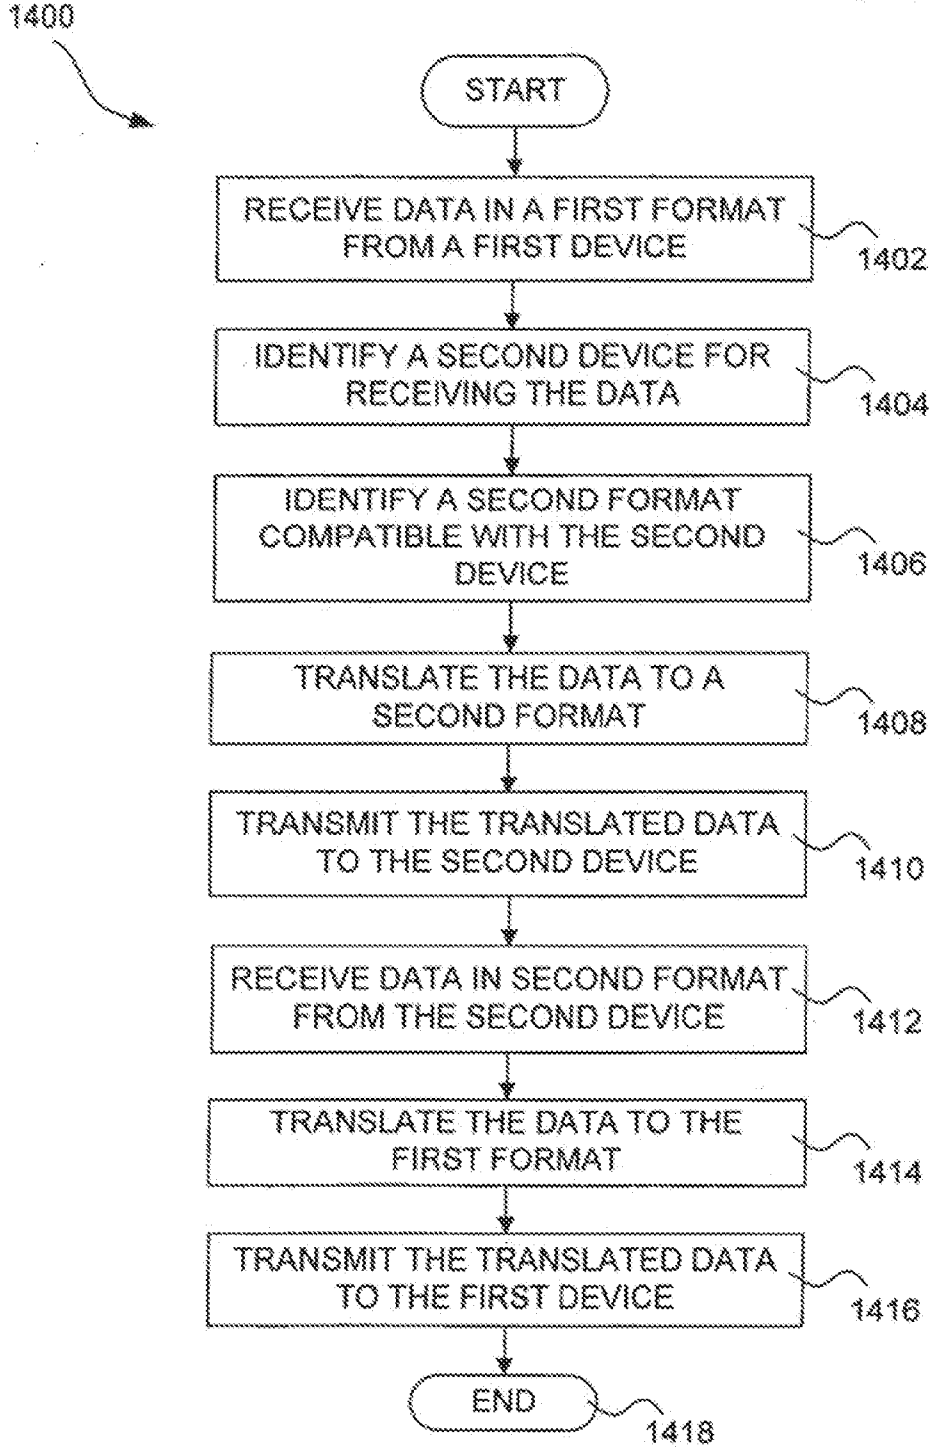 1400
START
RECEIVE DATA IN A FIRST FORMAT
FROM A FIRST DEVICE
1402
IDENTIFY A SECOND DEVICE FOR
RECEIVING THE DATA
1404
IDENTIFY A SECOND FORMAT
COMPATIBLE WITH THE SECOND
DEVICE
1406
TRANSLATE THE DATA TO A
SECOND FORMAT
1408
TRANSMIT THE TRANSLATED DATA
TO THE SECOND DEVICE
1410
RECEIVE DATA IN SECOND FORMAT
FROM THE SECOND DEVICE
1412
TRANSLATE THE DATA TO THE
FIRST FORMAT
1414
TRANSMIT THE TRANSLATED DATA
TO THE FIRST DEVICE
1416
END
1418